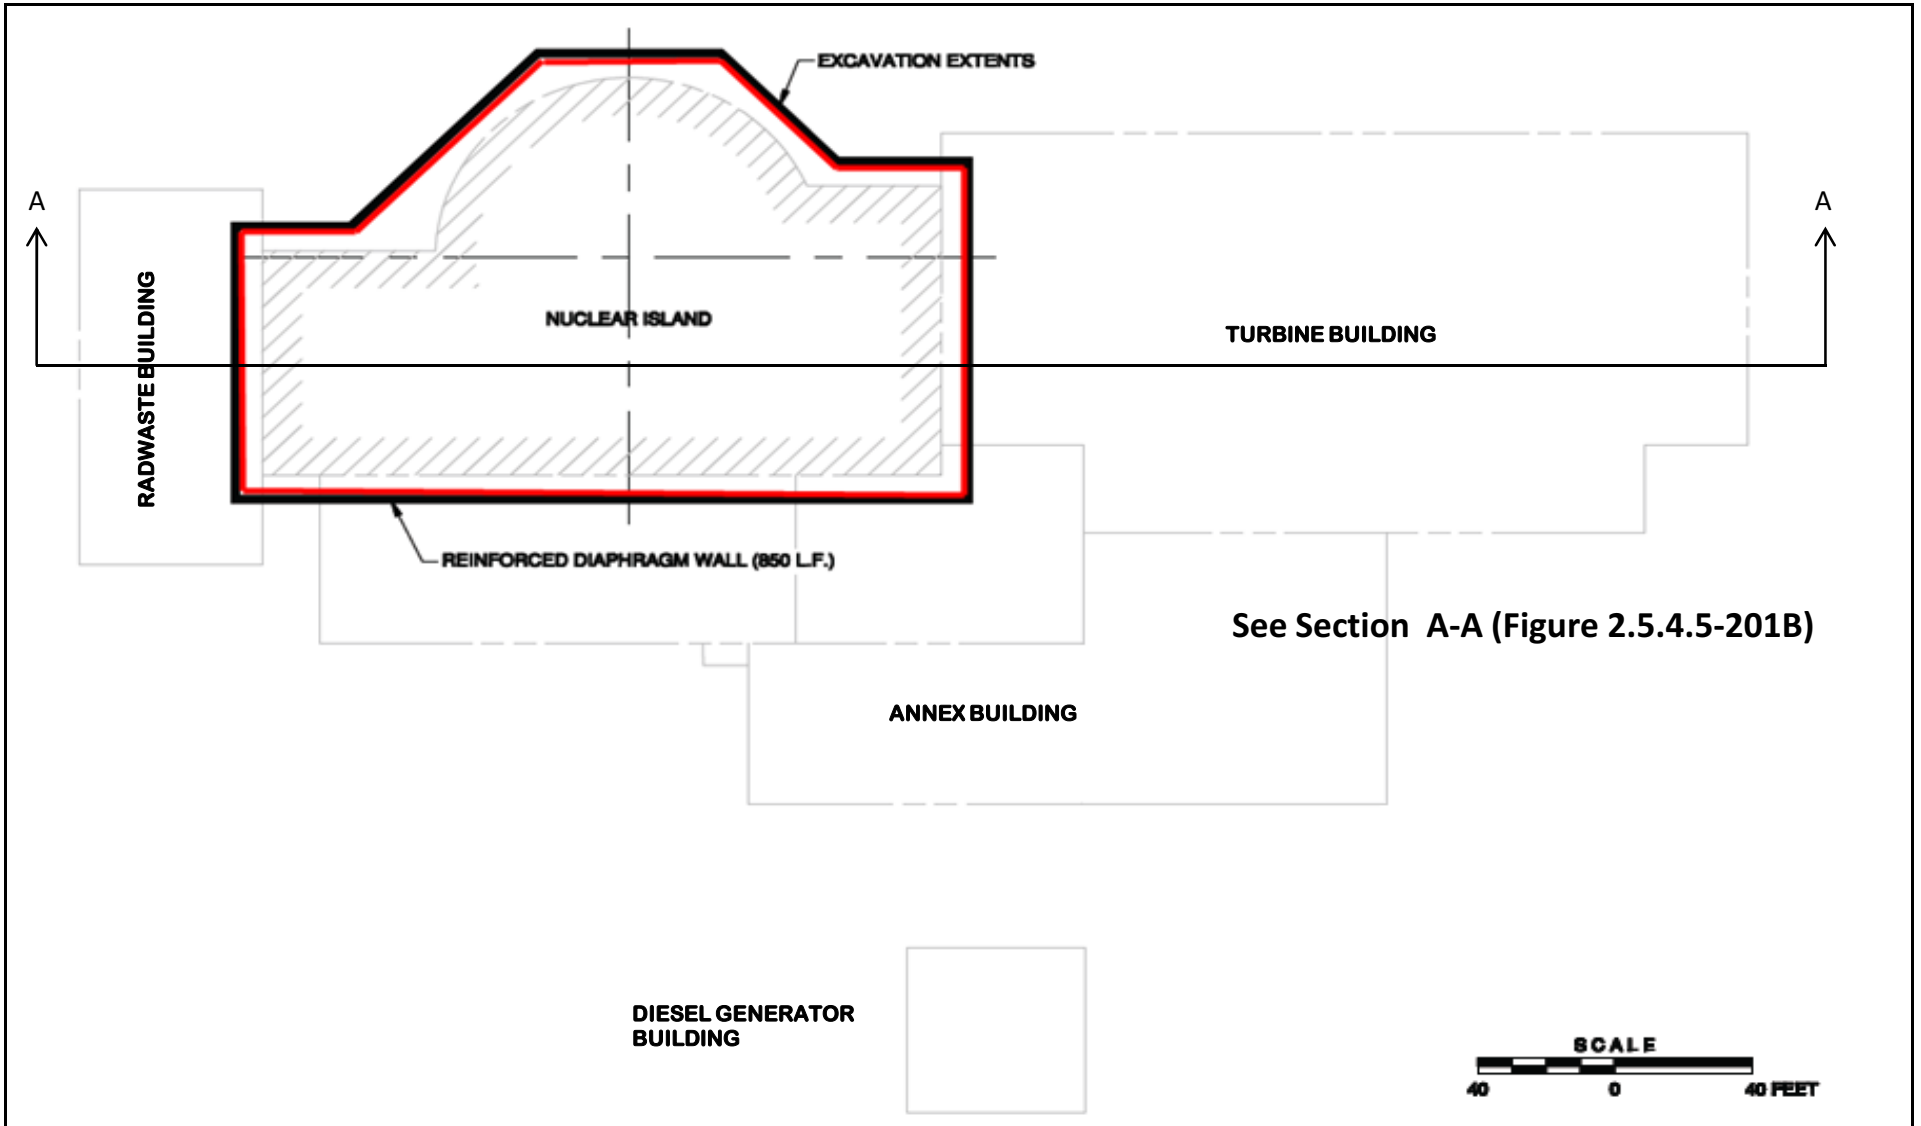 EXCAVATION EXTENTS
A
A
RADWASTE BUILDING
NUCLEAR ISLAND
TURBINE BUILDING
REINFORCED DIAPHRAGM WALL (850 L.F.)
See Section A-A (Figure 2.5.4.5-201B)
ANNEX BUILDING
DIESEL GENERATOR
BUILDING
SCALE
40 0 40 FEET